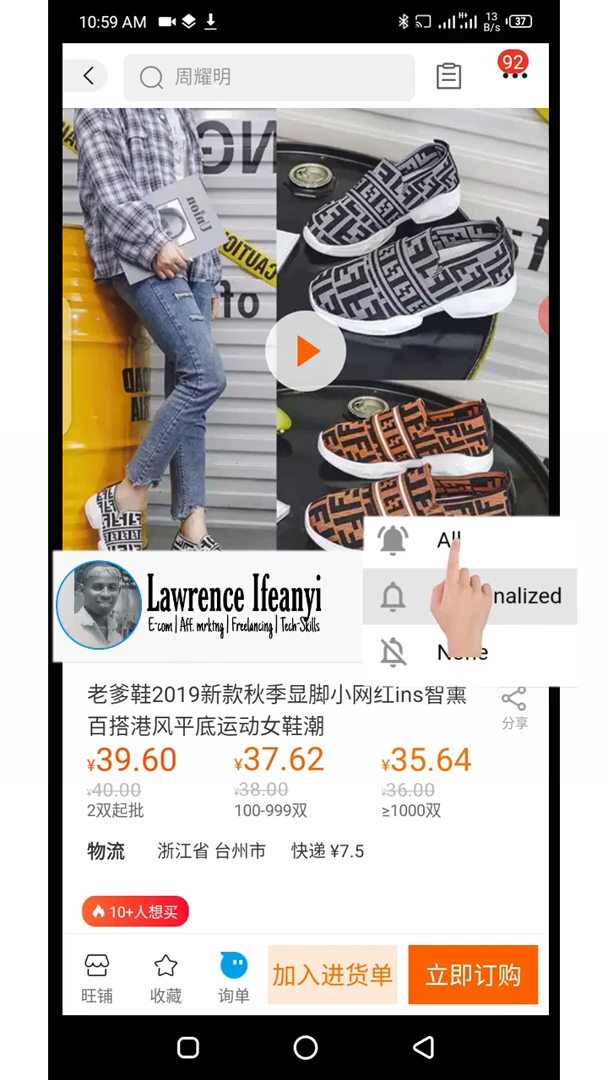 10:59 AM
H+
13
B/s
37
周耀明
92
Union
CAUTION
to
CAU
All
nalized
None
Lawrence Ifeanyi
E-com | Aff. mrktng | Freelancing | Tech-Skills
老爹鞋2019新款秋季显脚小网红ins智熏
百搭港风平底运动女鞋潮
分享
¥39.60 ¥37.62 ¥35.64
¥40.00 ¥38.00 ¥36.00
2双起批 100-999双 ≥1000双
物流 浙江省 台州市 快递 ¥7.5
10+人想买
旺铺 收藏 询单 加入进货单 立即订购